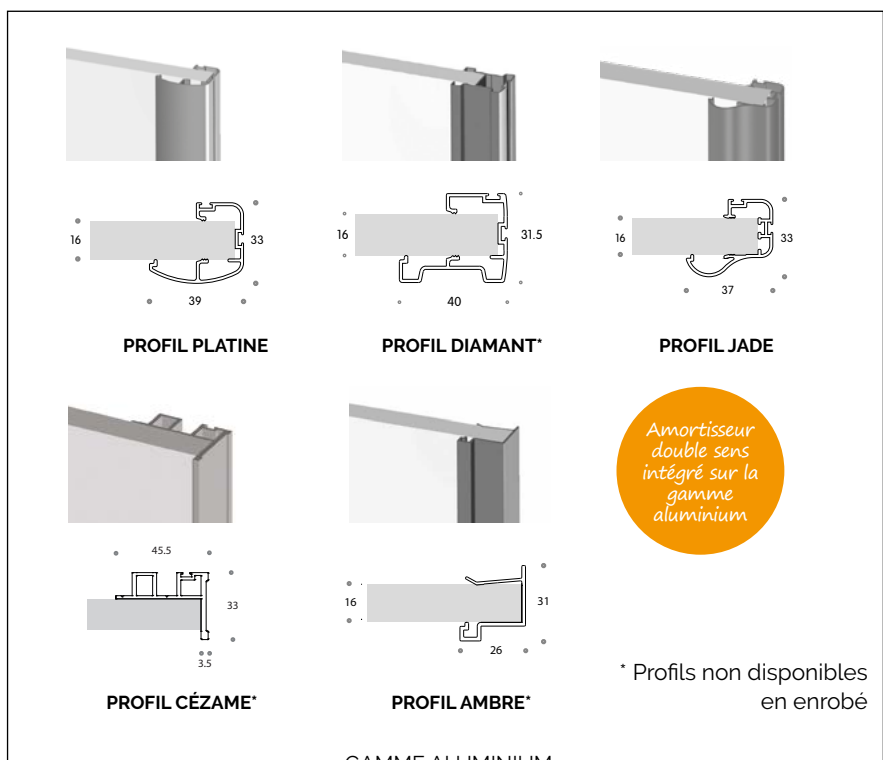 16
33
39
PROFIL PLATINE
16
31.5
40
PROFIL DIAMANT*
16
33
37
PROFIL JADE
45.5
33
3.5
PROFIL CÉZAME*
16
31
26
PROFIL AMBRE*
Amortisseur
double sens
intégré sur la
gamme
aluminium
* Profils non disponibles
en enrobé
GAMME ALUMINIUM